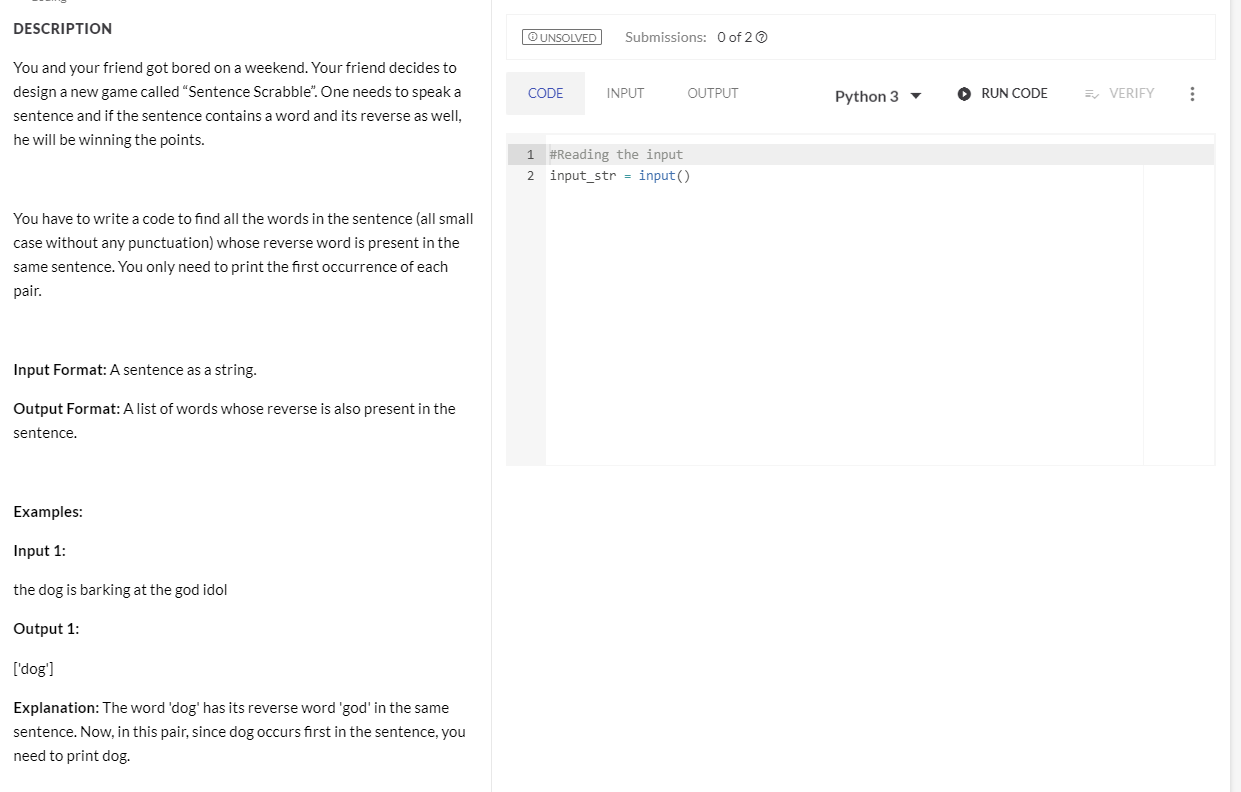 DESCRIPTION
You and your friend got bored on a weekend. Your friend decides to
design a new game called “Sentence Scrabble”. One needs to speak a
sentence and if the sentence contains a word and its reverse as well,
he will be winning the points.
You have to write a code to find all the words in the sentence (all small
case without any punctuation) whose reverse word is present in the
same sentence. You only need to print the first occurrence of each
pair.
Input Format: A sentence as a string.
Output Format: A list of words whose reverse is also present in the
sentence.
Examples:
Input 1:
the dog is barking at the god idol
Output 1:
['dog']
Explanation: The word 'dog' has its reverse word 'god' in the same
sentence. Now, in this pair, since dog occurs first in the sentence, you
need to print dog.
UNSOLVED Submissions: 0 of 2
CODE INPUT OUTPUT Python 3 RUN CODE VERIFY
1 #Reading the input
2 input_str = input()